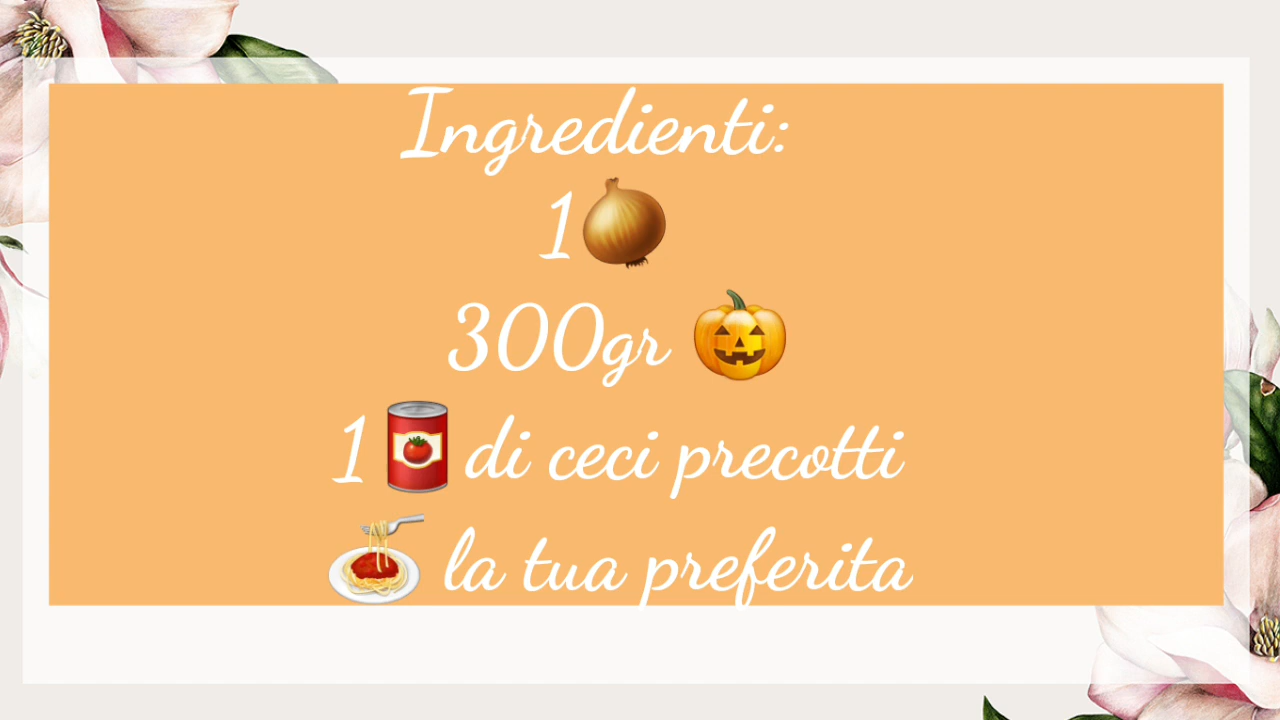 Ingredienti:
1🧅
300gr 🎃
1🥫di ceci precotti
🍝 la tua preferita